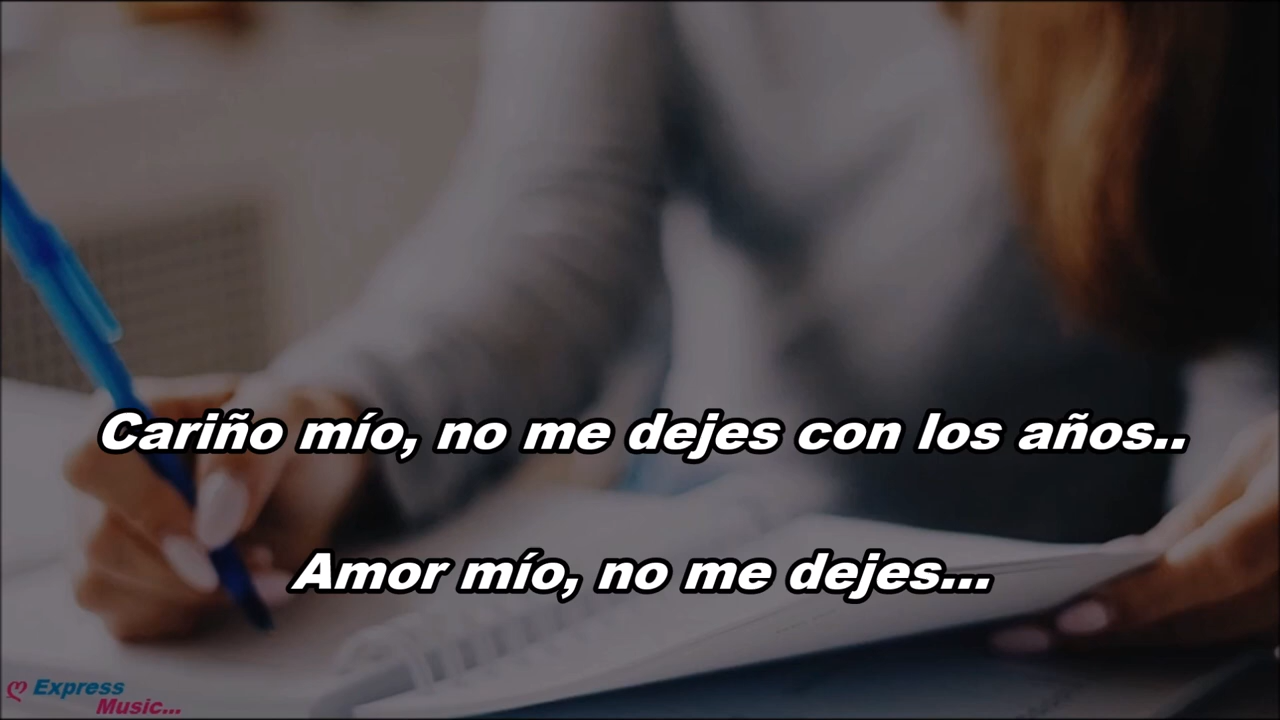 Cariño mío, no me dejes con los años..
Amor mío, no me dejes...
Express
Music...